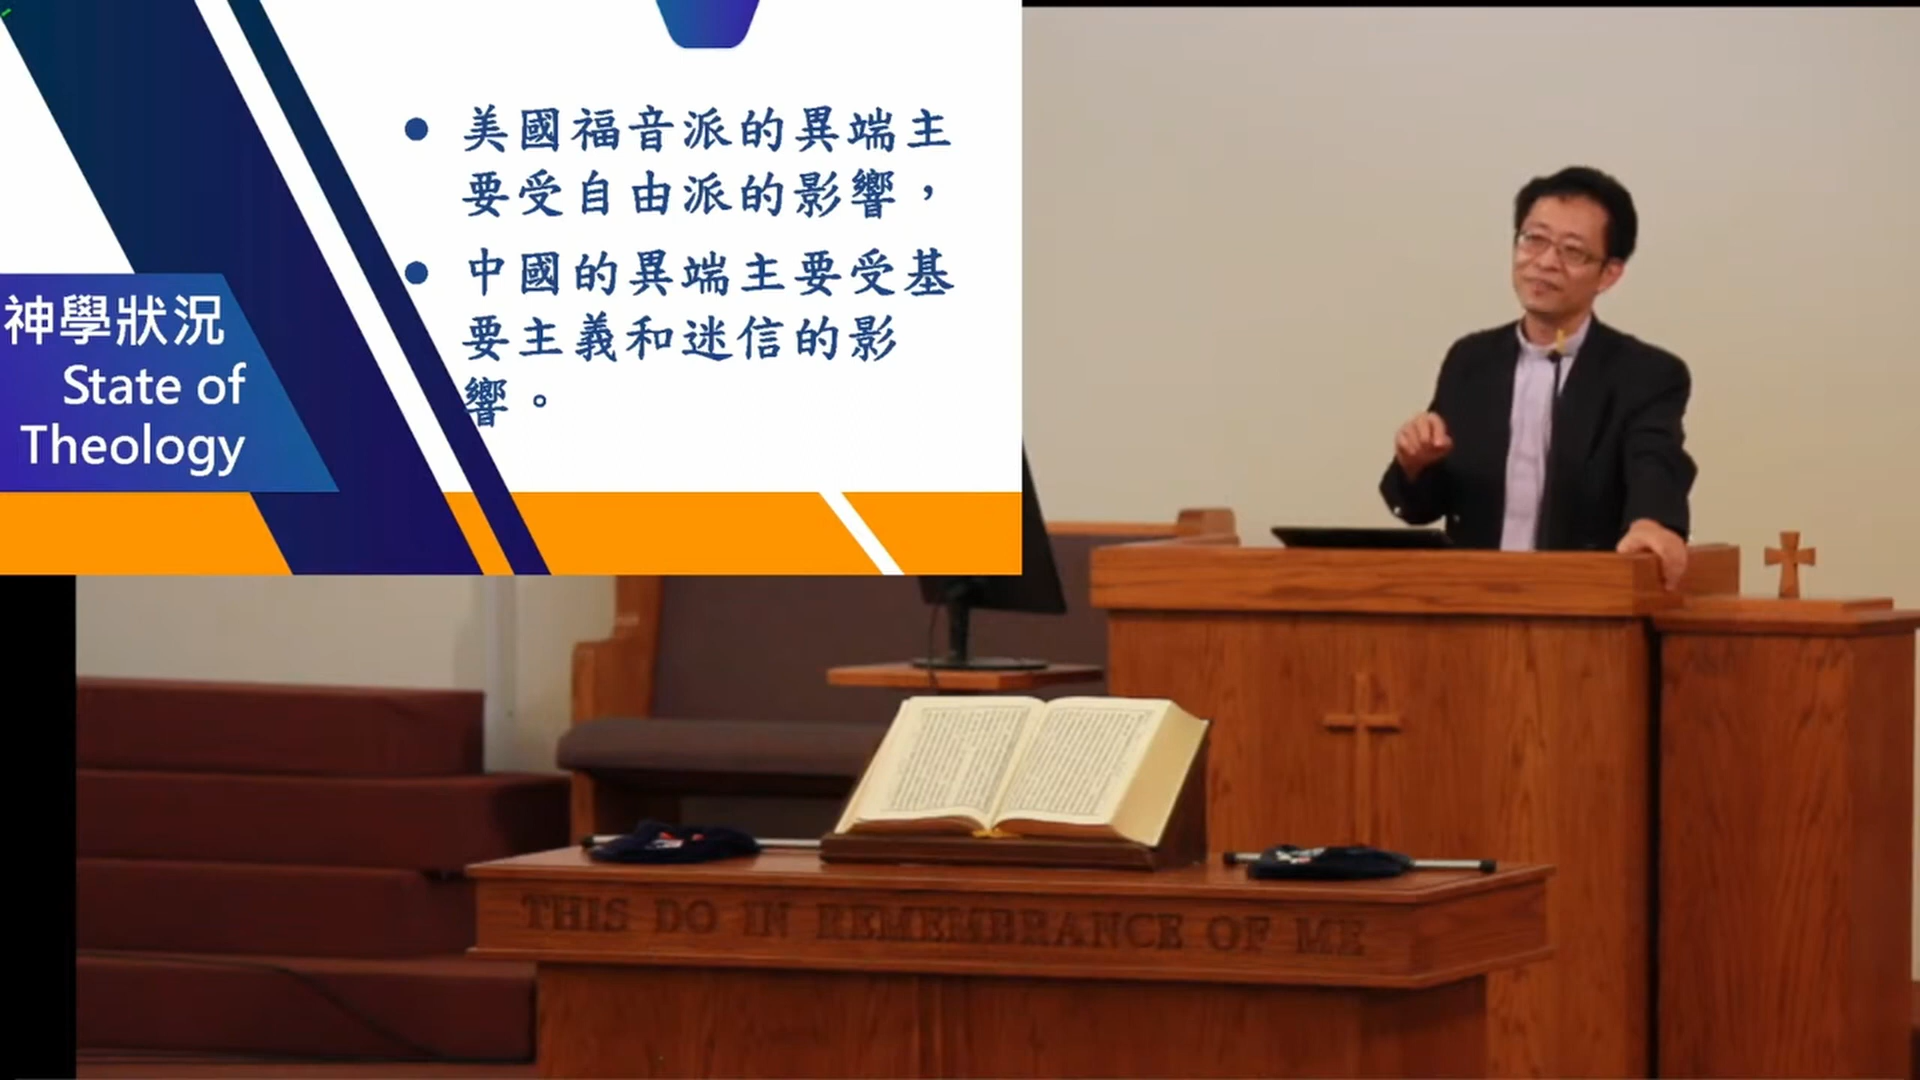 美國福音派的異端主
要受自由派的影響，
中國的異端主要受基
要主義和迷信的影
響。
神學狀況
State of
Theology
THIS DO IN REMEMBRANCE OF ME